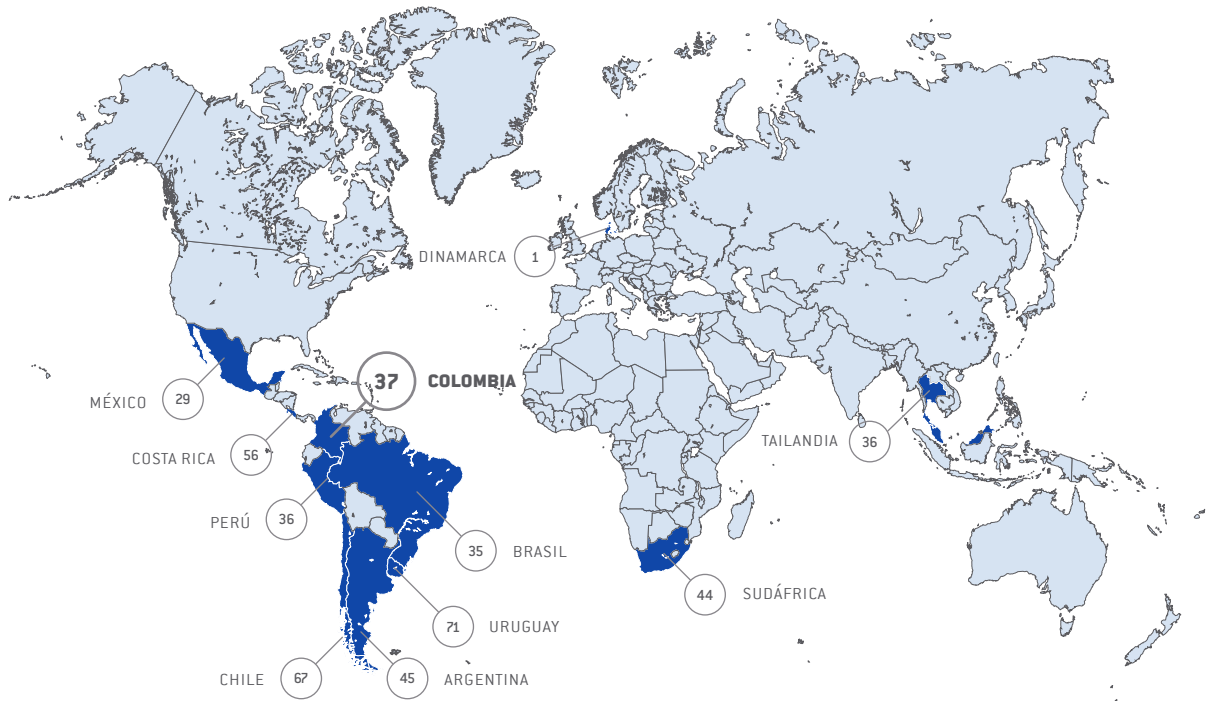 DINAMARCA 1
37 COLOMBIA
MÉXICO 29
TAILANDIA 36
COSTA RICA 56
PERÚ 36
35 BRASIL
44 SUDÁFRICA
71 URUGUAY
CHILE 67
45 ARGENTINA